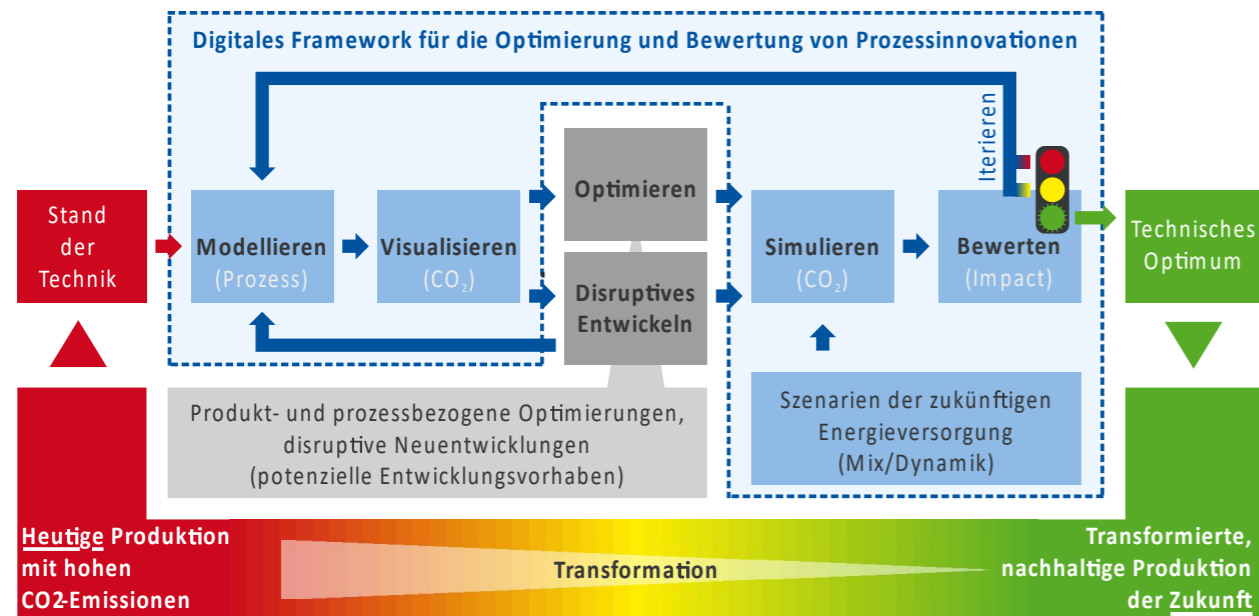 Digitales Framework für die Optimierung und Bewertung von Prozessinnovationen
Iterieren
Stand
der
Technik
Modellieren
(Prozess)
Visualisieren
(CO₂)
Optimieren
Disruptives
Entwickeln
Simulieren
(CO₂)
Bewerten
(Impact)
Technisches
Optimum
Produkt- und prozessbezogene Optimierungen,
disruptive Neuentwicklungen
(potenzielle Entwicklungsvorhaben)
Szenarien der zukünftigen
Energieversorgung
(Mix/Dynamik)
Heutige Produktion
mit hohen
CO2-Emissionen
Transformation
Transformierte,
nachhaltige Produktion
der Zukunft